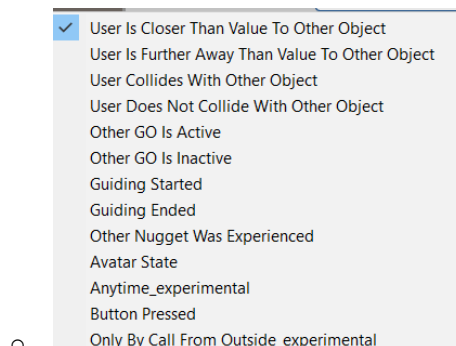 User Is Closer Than Value To Other Object
User Is Further Away Than Value To Other Object
User Collides With Other Object
User Does Not Collide With Other Object
Other GO Is Active
Other GO Is Inactive
Guiding Started
Guiding Ended
Other Nugget Was Experienced
Avatar State
Anytime_experimental
Button Pressed
Only By Call From Outside experimental